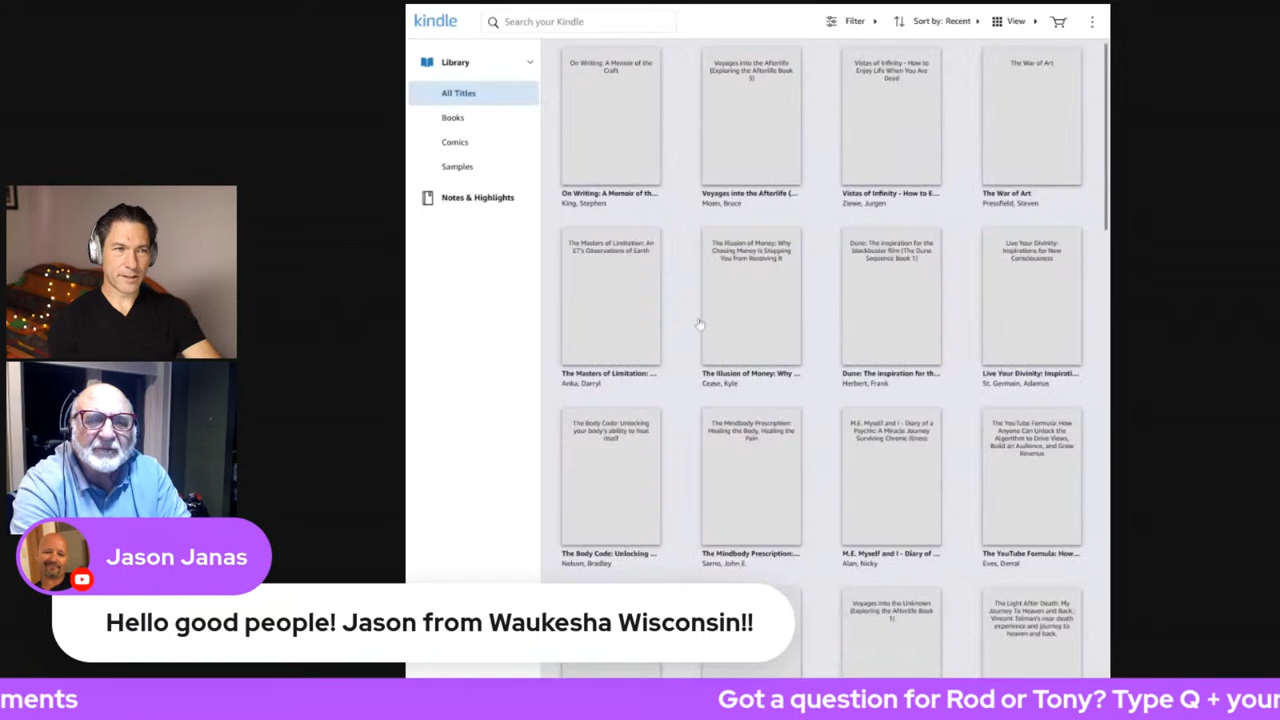 kindle
Search your Kindle
Filter
Sort by: Recent
View
Library
All Titles
Books
Comics
Samples
Notes & Highlights
On Writing: A Memoir of the
Craft
On Writing: A Memoir of th...
King, Stephen
Voyages into the Afterlife
(Exploring the Afterlife Book
3)
Voyages into the Afterlife (...
Moen, Bruce
Vistas of Infinity - How to
Enjoy Life When You Are
Dead
Vistas of Infinity - How to E...
Ziewe, Jurgen
The War of Art
The War of Art
Pressfield, Steven
The Masters of Limitation: An
ET's Observations of Earth
The Masters of Limitation: ...
Anka, Darryl
The Illusion of Money: Why
Chasing Money Is Stopping
You from Receiving It
The Illusion of Money: Why ...
Cease, Kyle
Dune: The inspiration for the
blockbuster film (The Dune
Sequence Book 1)
Dune: The inspiration for th...
Herbert, Frank
Live Your Divinity:
Inspirations for New
Consciousness
Live Your Divinity: Inspirati...
St. Germain, Adamus
The Body Code: Unlocking
your body's ability to heal
itself
The Body Code: Unlocking ...
Nelson, Bradley
The Mindbody Prescription:
Healing the Body, Healing the
Pain
The Mindbody Prescription:...
Sarno, John E.
M.E. Myself and I - Diary of a
Psychic: A Miracle Journey
Surviving Chronic Illness
M.E. Myself and I - Diary of ...
Alan, Nicky
The YouTube Formula: How
Anyone Can Unlock the
Algorithm to Drive Views,
Build an Audience, and Grow
Revenue
The YouTube Formula: How...
Eves, Derral
Voyages into the Unknown
(Exploring the Afterlife Book
1)
The Light After Death: My
Journey To Heaven and Back:
Vincent Tolman's near death
experience and journey to
heaven and back.
Jason Janas
Hello good people! Jason from Waukesha Wisconsin!!
ments
Got a question for Rod or Tony? Type Q + your